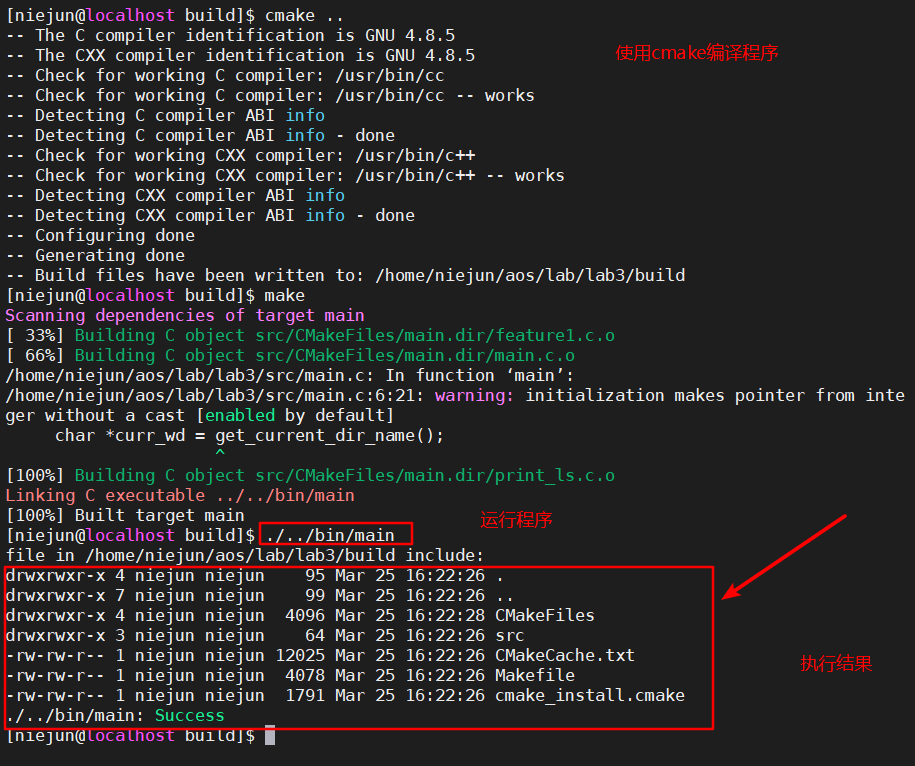 [niejun@localhost build]$ cmake ..
-- The C compiler identification is GNU 4.8.5
-- The CXX compiler identification is GNU 4.8.5
使用cmake编译程序
-- Check for working C compiler: /usr/bin/cc
-- Check for working C compiler: /usr/bin/cc -- works
-- Detecting C compiler ABI info
-- Detecting C compiler ABI info - done
-- Check for working CXX compiler: /usr/bin/c++
-- Check for working CXX compiler: /usr/bin/c++ -- works
-- Detecting CXX compiler ABI info
-- Detecting CXX compiler ABI info - done
-- Configuring done
-- Generating done
-- Build files have been written to: /home/niejun/aos/lab/lab3/build
[niejun@localhost build]$ make
Scanning dependencies of target main
[ 33%] Building C object src/CMakeFiles/main.dir/feature1.c.o
[ 66%] Building C object src/CMakeFiles/main.dir/main.c.o
/home/niejun/aos/lab/lab3/src/main.c: In function ‘main’:
/home/niejun/aos/lab/lab3/src/main.c:6:21: warning: initialization makes pointer from inte
ger without a cast [enabled by default]
     char *curr_wd = get_current_dir_name();
                     ^
[100%] Building C object src/CMakeFiles/main.dir/print_ls.c.o
Linking C executable ../../bin/main
[100%] Built target main
运行程序
[niejun@localhost build]$ ./../bin/main
file in /home/niejun/aos/lab/lab3/build include:
drwxrwxr-x 4 niejun niejun    95 Mar 25 16:22:26 .
drwxrwxr-x 7 niejun niejun    99 Mar 25 16:22:26 ..
drwxrwxr-x 4 niejun niejun  4096 Mar 25 16:22:28 CMakeFiles
drwxrwxr-x 3 niejun niejun    64 Mar 25 16:22:26 src
-rw-rw-r-- 1 niejun niejun 12025 Mar 25 16:22:26 CMakeCache.txt
执行结果
-rw-rw-r-- 1 niejun niejun  4078 Mar 25 16:22:26 Makefile
-rw-rw-r-- 1 niejun niejun  1791 Mar 25 16:22:26 cmake_install.cmake
./../bin/main: Success
[niejun@localhost build]$